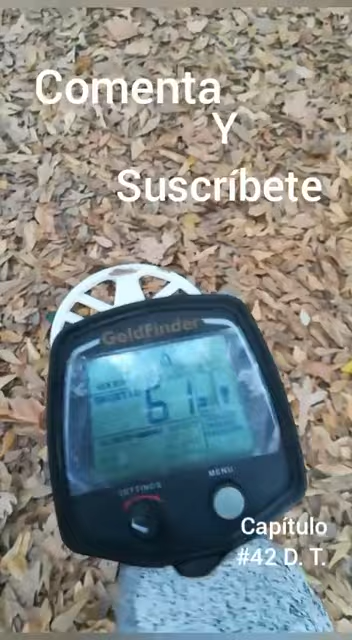 Comenta
Y
Suscríbete
Goldfinder
61
SETTINGS
MENU
Capítulo
#42 D. T.